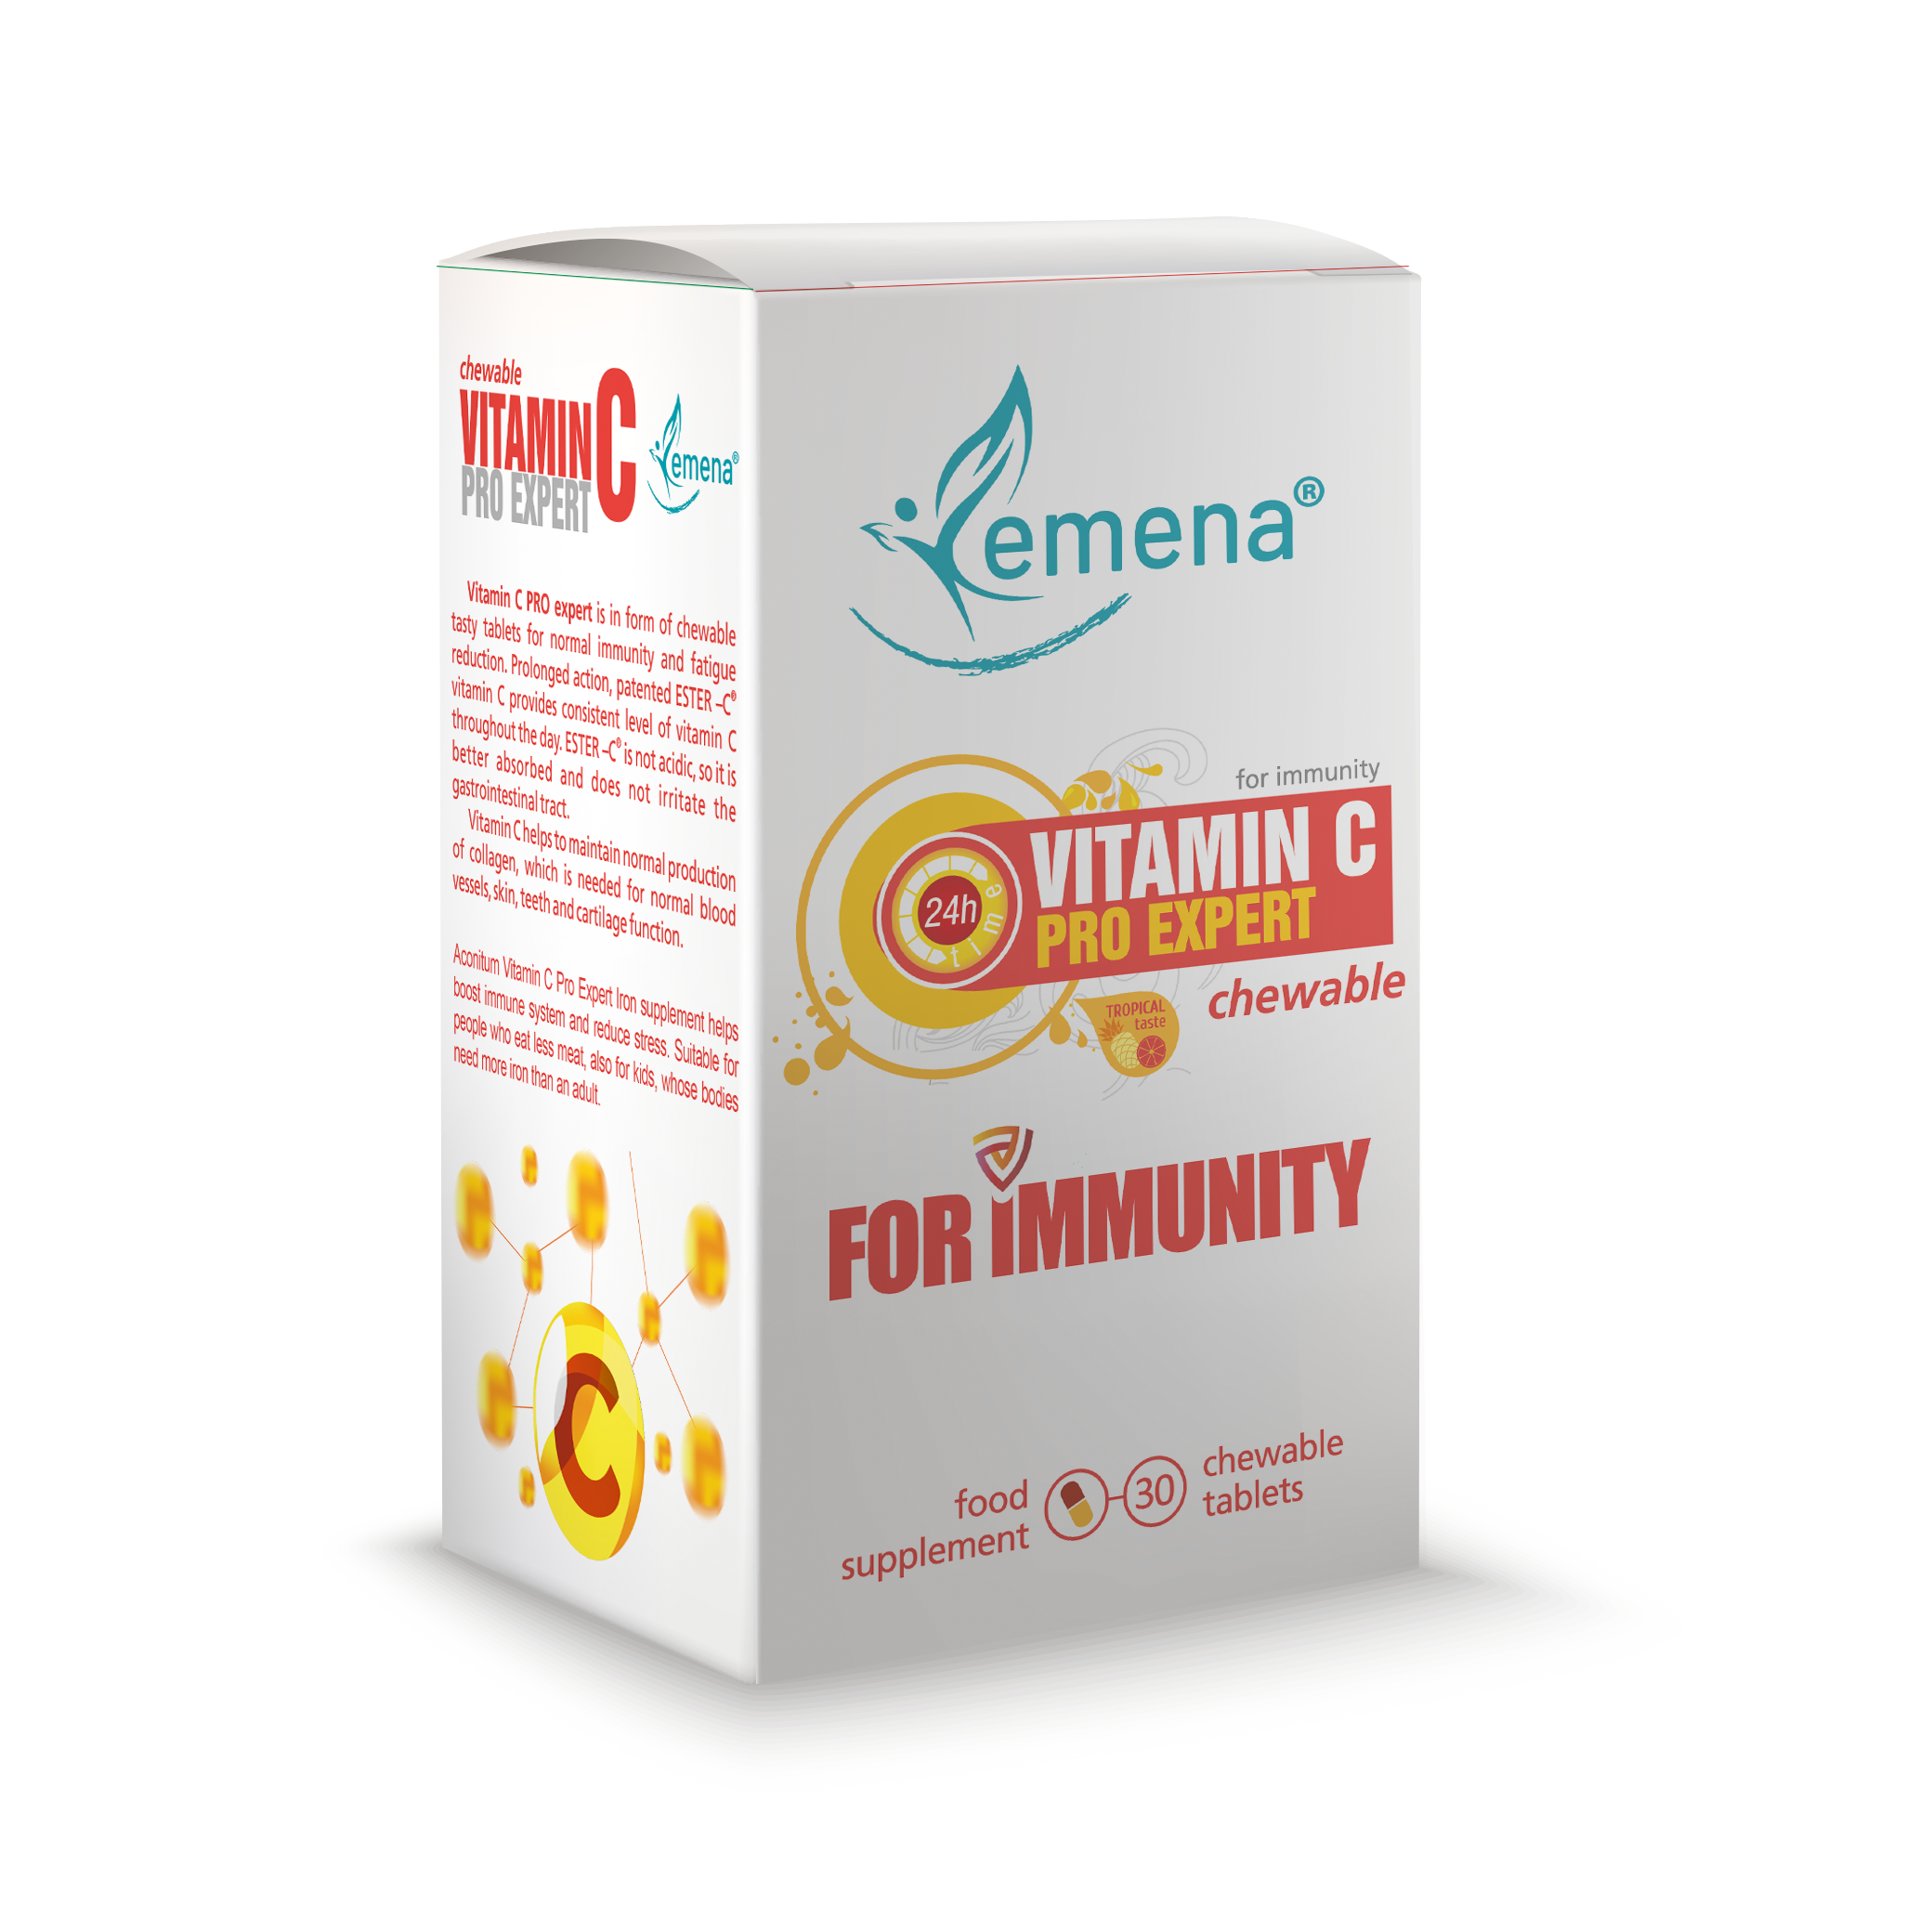 chewable
VITAMIN C
PRO EXPERT
emena®
Vitamin C PRO expert is in form of chewable
tasty tablets for normal immunity and fatigue
reduction. Prolonged action, patented ESTER –C®
vitamin C provides consistent level of vitamin C
throughout the day. ESTER –C® is not acidic, so it is
better absorbed and does not irritate the
gastrointestinal tract.
Vitamin C helps to maintain normal production
of collagen, which is needed for normal blood
vessels, skin, teeth and cartilage function.
Aconitum Vitamin C Pro Expert Iron supplement helps
boost immune system and reduce stress. Suitable for
people who eat less meat, also for kids, whose bodies
need more iron than an adult.
C
emena®
for immunity
VITAMIN C
PRO EXPERT
24h
time
chewable
TROPICAL
taste
FOR iMMUNITY
food
supplement
30
chewable
tablets